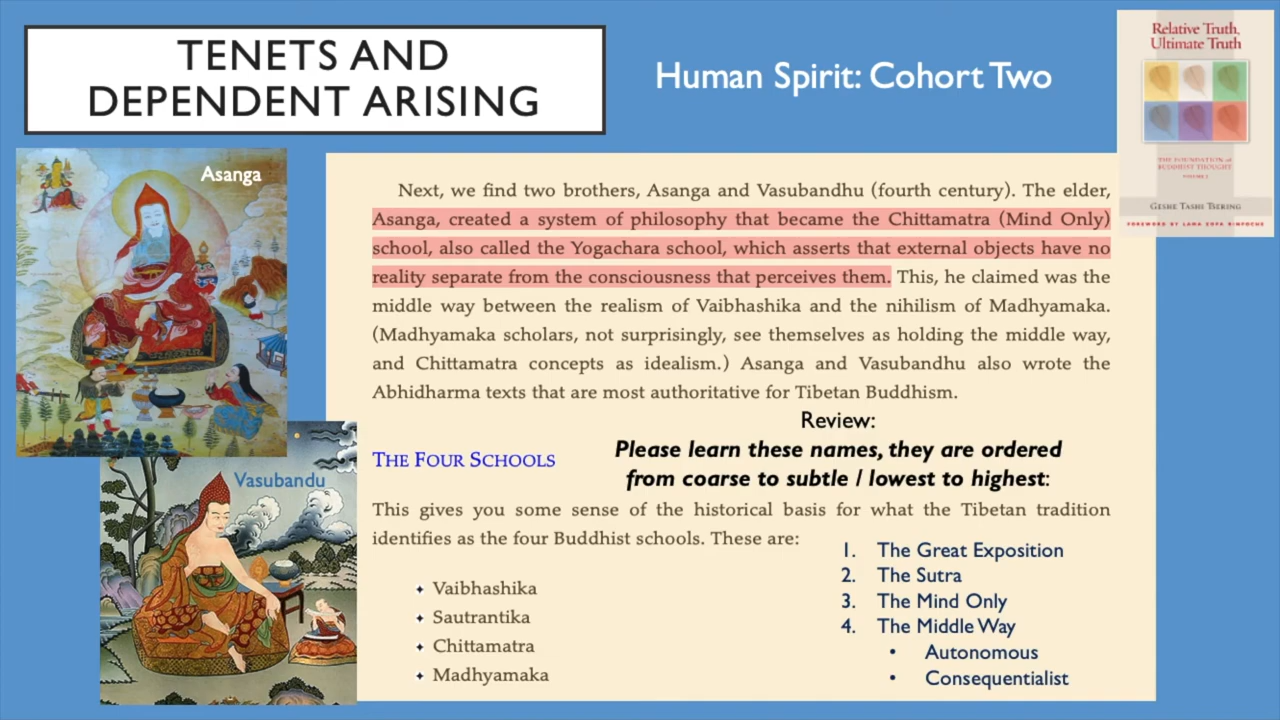 TENETS AND
DEPENDENT ARISING
Human Spirit: Cohort Two
Relative Truth,
Ultimate Truth
THE FOUNDATION of
BUDDHIST THOUGHT
VOLUME 2
GESHE TASHI TSERING
FOREWORD BY LAMA ZOPA RINPOCHE
Asanga
Next, we find two brothers, Asanga and Vasubandhu (fourth century). The elder,
Asanga, created a system of philosophy that became the Chittamatra (Mind Only)
school, also called the Yogachara school, which asserts that external objects have no
reality separate from the consciousness that perceives them. This, he claimed was the
middle way between the realism of Vaibhashika and the nihilism of Madhyamaka.
(Madhyamaka scholars, not surprisingly, see themselves as holding the middle way,
and Chittamatra concepts as idealism.) Asanga and Vasubandhu also wrote the
Abhidharma texts that are most authoritative for Tibetan Buddhism.
Review:
Please learn these names, they are ordered
from coarse to subtle / lowest to highest:
THE FOUR SCHOOLS
Vasubandu
This gives you some sense of the historical basis for what the Tibetan tradition
identifies as the four Buddhist schools. These are:
✦ Vaibhashika
✦ Sautrantika
✦ Chittamatra
✦ Madhyamaka
1. The Great Exposition
2. The Sutra
3. The Mind Only
4. The Middle Way
• Autonomous
• Consequentialist